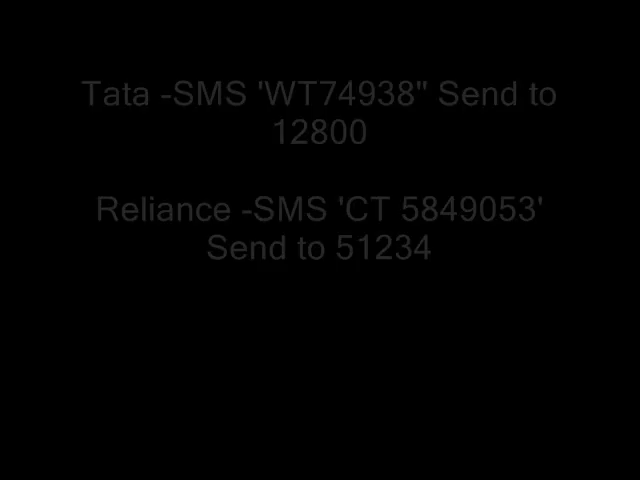 Tata -SMS 'WT74938" Send to
12800
Reliance -SMS 'CT 5849053'
Send to 51234